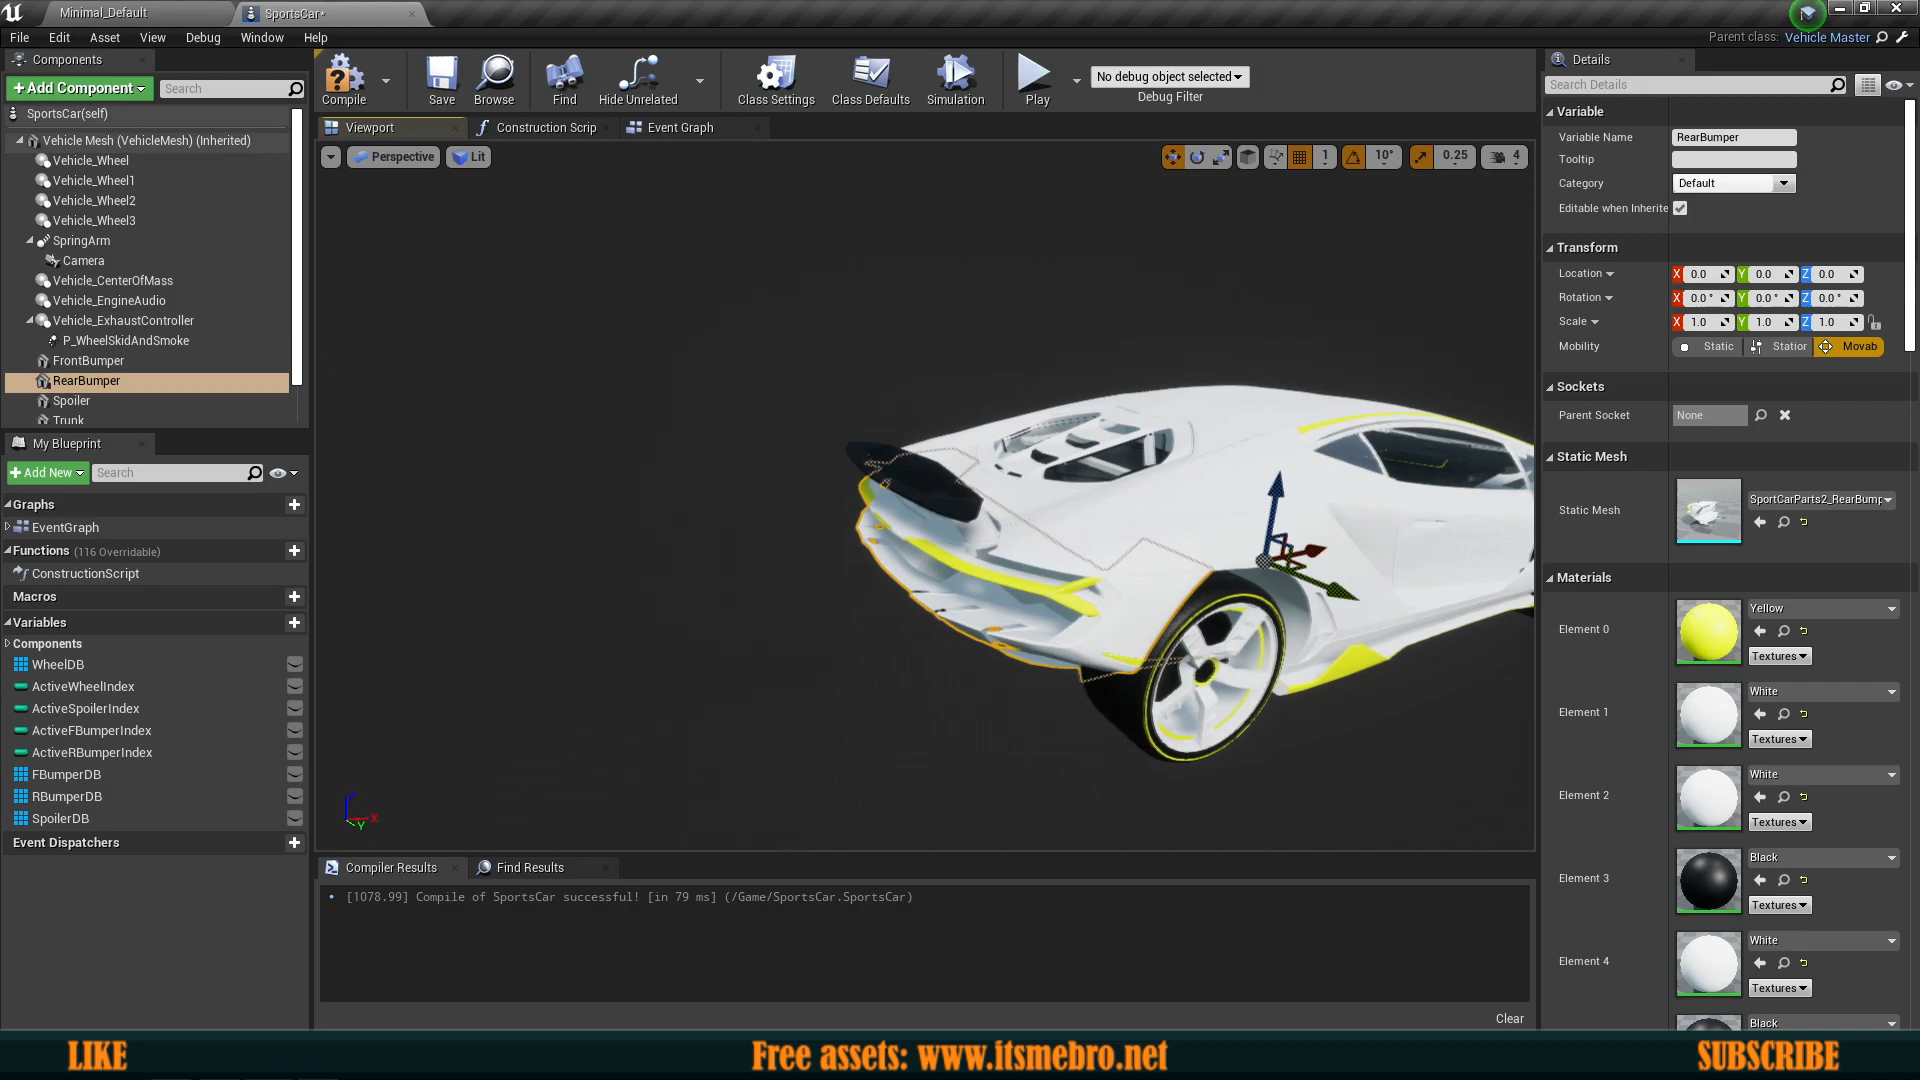 Minimal_Default
SportsCar*
File Edit Asset View Debug Window Help
Parent class: Vehicle Master
Components
+Add Component
Search
SportsCar(self)
Vehicle Mesh (VehicleMesh) (Inherited)
Vehicle_Wheel
Vehicle_Wheel1
Vehicle_Wheel2
Vehicle_Wheel3
SpringArm
Camera
Vehicle_CenterOfMass
Vehicle_EngineAudio
Vehicle_ExhaustController
P_WheelSkidAndSmoke
FrontBumper
RearBumper
Spoiler
Trunk
My Blueprint
+Add New
Search
Graphs
EventGraph
Functions (116 Overridable)
ConstructionScript
Macros
Variables
Components
WheelDB
ActiveWheelIndex
ActiveSpoilerIndex
ActiveFBumperIndex
ActiveRBumperIndex
FBumperDB
RBumperDB
SpoilerDB
Event Dispatchers
Compile Save Browse Find Hide Unrelated Class Settings Class Defaults Simulation Play
No debug object selected
Debug Filter
Viewport
Construction Scrip
Event Graph
Perspective
Lit
1
10°
0.25
4
Z
X
Y
Compiler Results
Find Results
[1078.99] Compile of SportsCar successful! [in 79 ms] (/Game/SportsCar.SportsCar)
Clear
Details
Search Details
Variable
Variable Name RearBumper
Tooltip
Category Default
Editable when Inherite
Transform
Location X 0.0 Y 0.0 Z 0.0
Rotation X 0.0 ° Y 0.0 ° Z 0.0 °
Scale X 1.0 Y 1.0 Z 1.0
Mobility Static Station Movab
Sockets
Parent Socket None
Static Mesh
Static Mesh SportCarParts2_RearBump
Materials
Element 0 Yellow
Textures
Element 1 White
Textures
Element 2 White
Textures
Element 3 Black
Textures
Element 4 White
Textures
Black
LIKE
Free assets: www.itsmebro.net
SUBSCRIBE